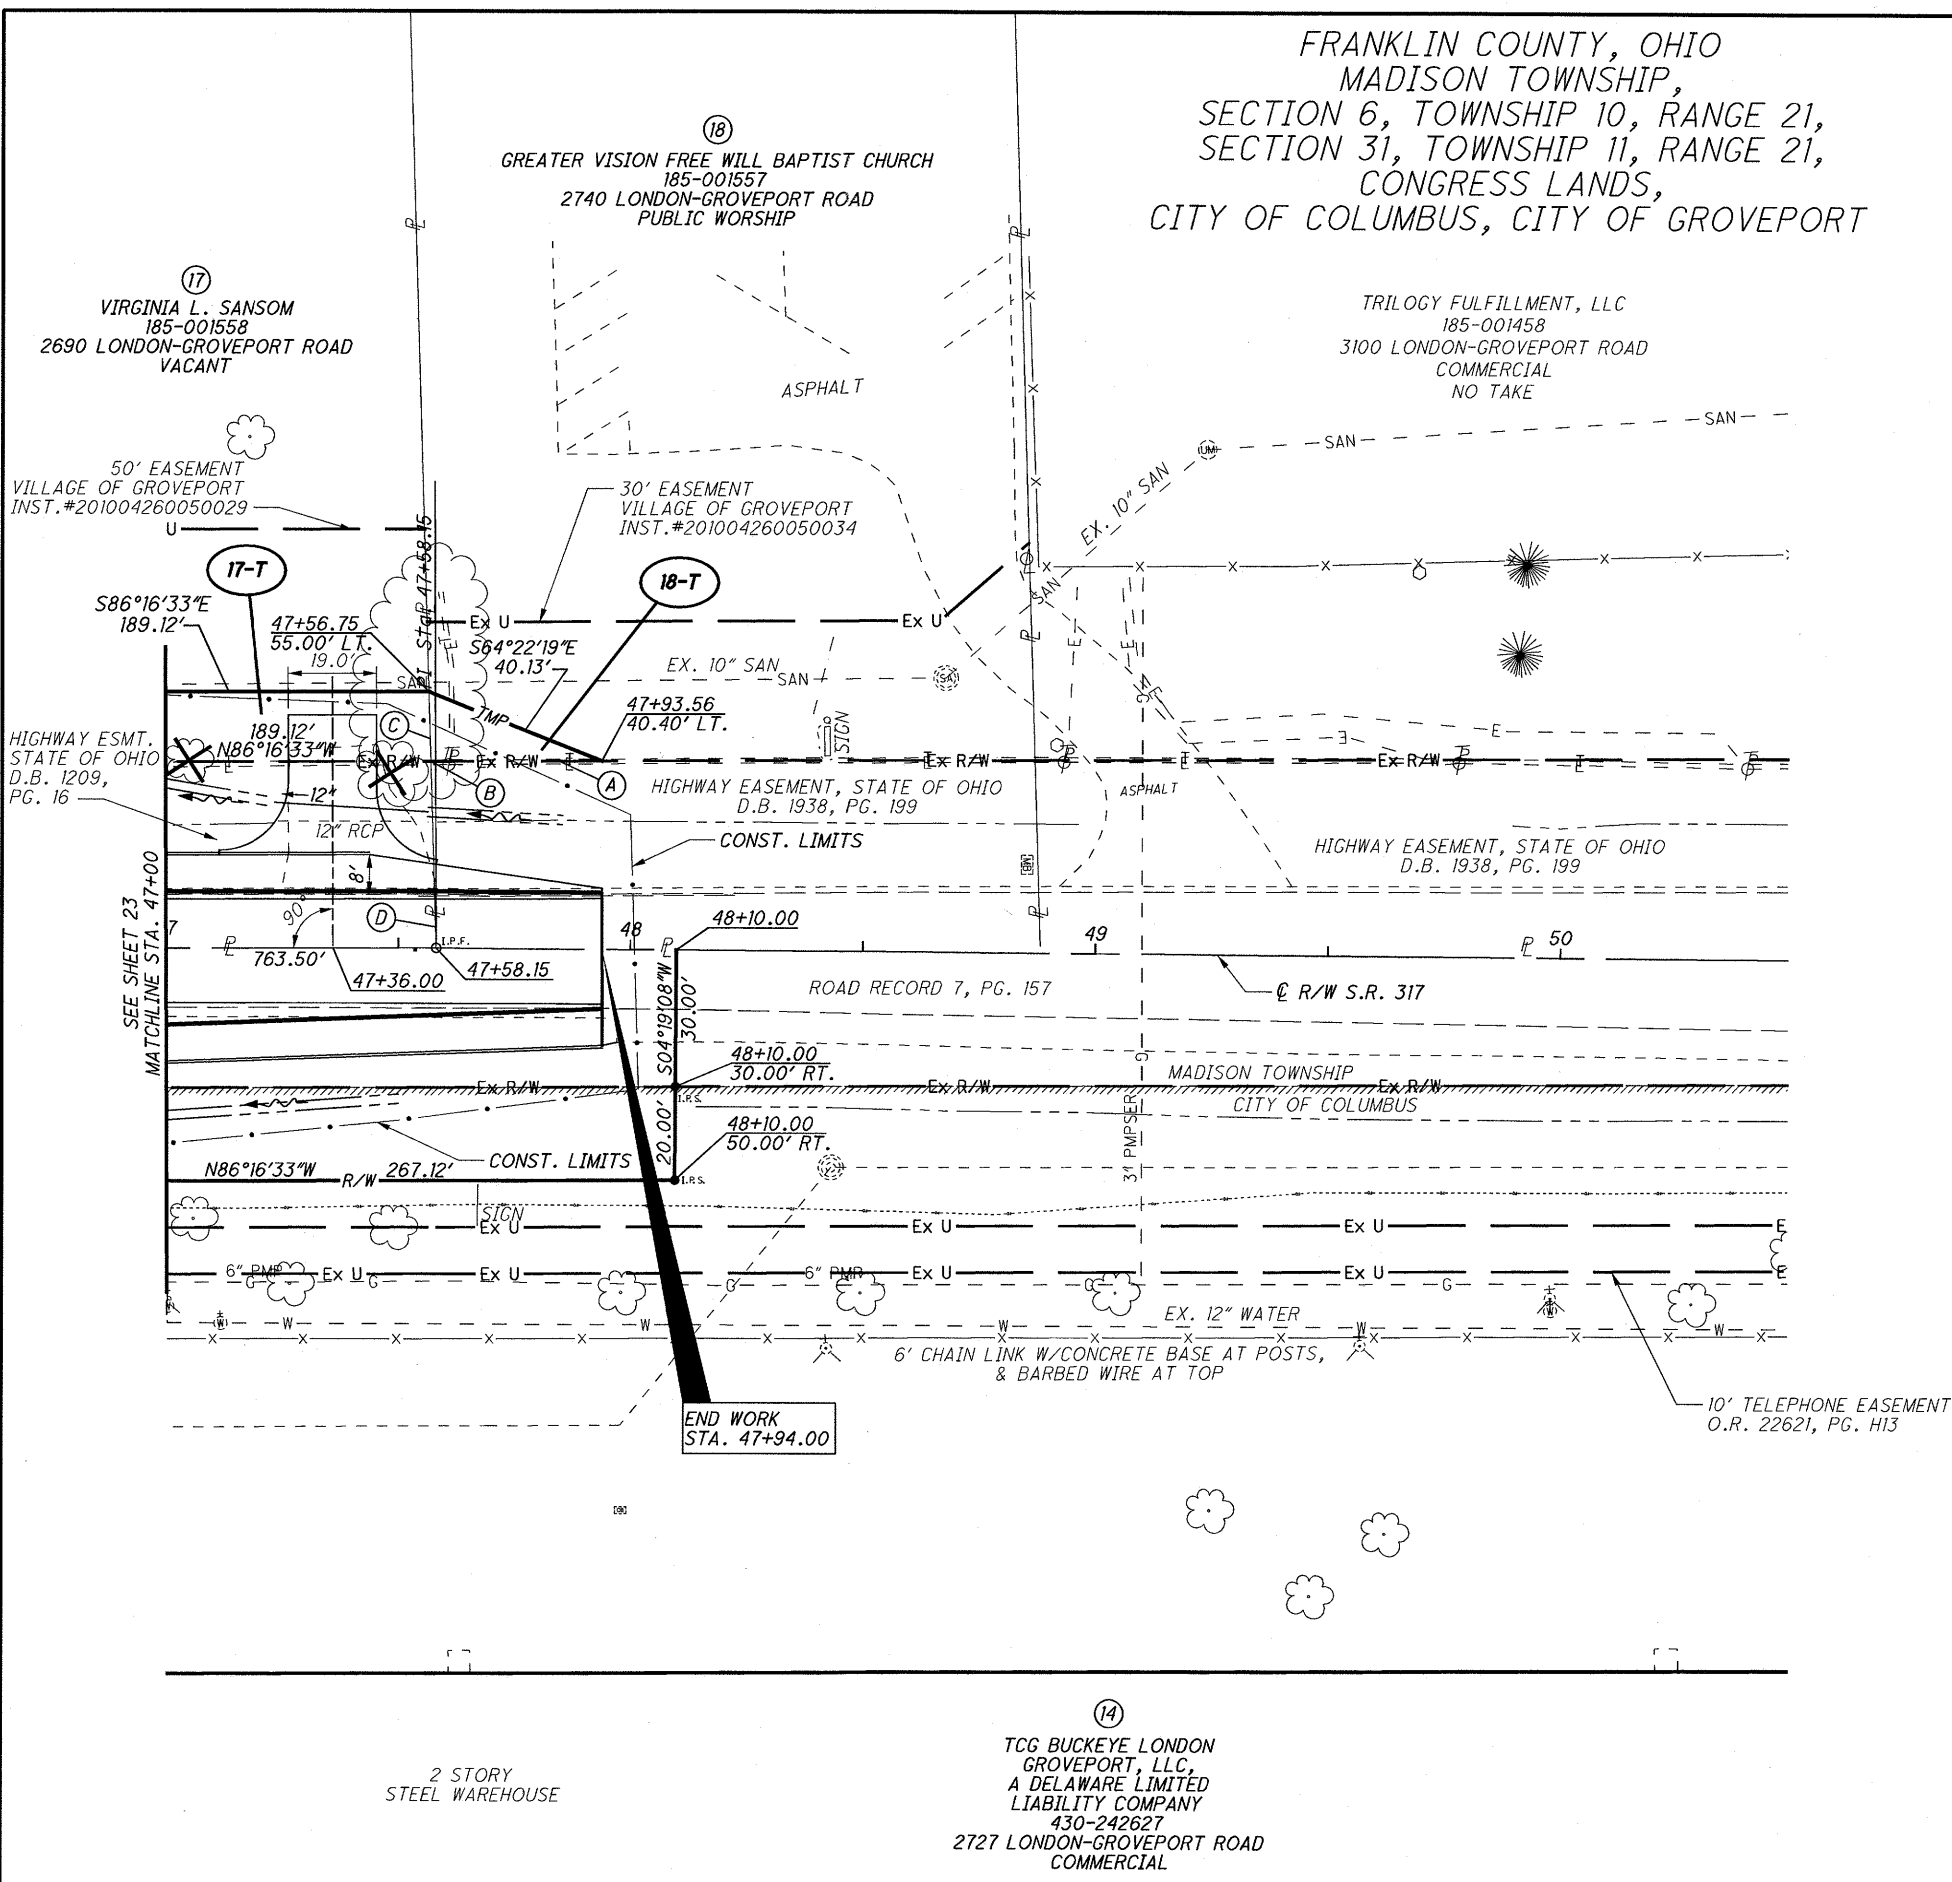 FRANKLIN COUNTY, OHIO
MADISON TOWNSHIP,
SECTION 6, TOWNSHIP 10, RANGE 21,
SECTION 31, TOWNSHIP 11, RANGE 21,
CONGRESS LANDS,
CITY OF COLUMBUS, CITY OF GROVEPORT
18
GREATER VISION FREE WILL BAPTIST CHURCH
185-001557
2740 LONDON-GROVEPORT ROAD
PUBLIC WORSHIP
17
VIRGINIA L. SANSOM
185-001558
2690 LONDON-GROVEPORT ROAD
VACANT
TRILOGY FULFILLMENT, LLC
185-001458
3100 LONDON-GROVEPORT ROAD
COMMERCIAL
NO TAKE
ASPHALT
SAN
SAN
EX. 10" SAN
SAN
50' EASEMENT
VILLAGE OF GROVEPORT
INST.#201004260050029
U
30' EASEMENT
VILLAGE OF GROVEPORT
INST.#201004260050034
17-T
18-T
S86°16'33"E
189.12'
47+56.75
55.00' LT.
19.0'
Sta 47+58.15
Ex U
Ex U
S64°22'19"E
40.13'
EX. 10" SAN
SAN
SAN
TMP
47+93.56
40.40' LT.
SIGN
189.12'
N86°16'33"W
C
HIGHWAY ESMT.
STATE OF OHIO
D.B. 1209,
PG. 16
Ex R/W
Ex R/W
Ex R/W
Ex R/W
B
A
HIGHWAY EASEMENT, STATE OF OHIO
D.B. 1938, PG. 199
ASPHALT
12'
12" RCP
CONST. LIMITS
HIGHWAY EASEMENT, STATE OF OHIO
D.B. 1938, PG. 199
8'
90°
D
SEE SHEET 23
MATCHLINE STA. 47+00
7
763.50'
I.P.F.
47+36.00
47+58.15
48
48+10.00
49
50
ROAD RECORD 7, PG. 157
℄ R/W S.R. 317
S04°19'08"W
30.00'
48+10.00
30.00' RT.
Ex R/W
Ex R/W
Ex R/W
MADISON TOWNSHIP
CITY OF COLUMBUS
I.P.S.
20.00'
48+10.00
50.00' RT.
3" PMPSER
CONST. LIMITS
N86°16'33"W
R/W
267.12'
I.P.S.
SIGN
Ex U
Ex U
Ex U
E
6" PMP
Ex U
G
Ex U
G
6" PMP
Ex U
G
Ex U
G
E
W
W
W
W
W
EX. 12" WATER
6' CHAIN LINK W/CONCRETE BASE AT POSTS,
& BARBED WIRE AT TOP
10' TELEPHONE EASEMENT
O.R. 22621, PG. H13
END WORK
STA. 47+94.00
14
TCG BUCKEYE LONDON
GROVEPORT, LLC,
A DELAWARE LIMITED
LIABILITY COMPANY
430-242627
2727 LONDON-GROVEPORT ROAD
COMMERCIAL
2 STORY
STEEL WAREHOUSE